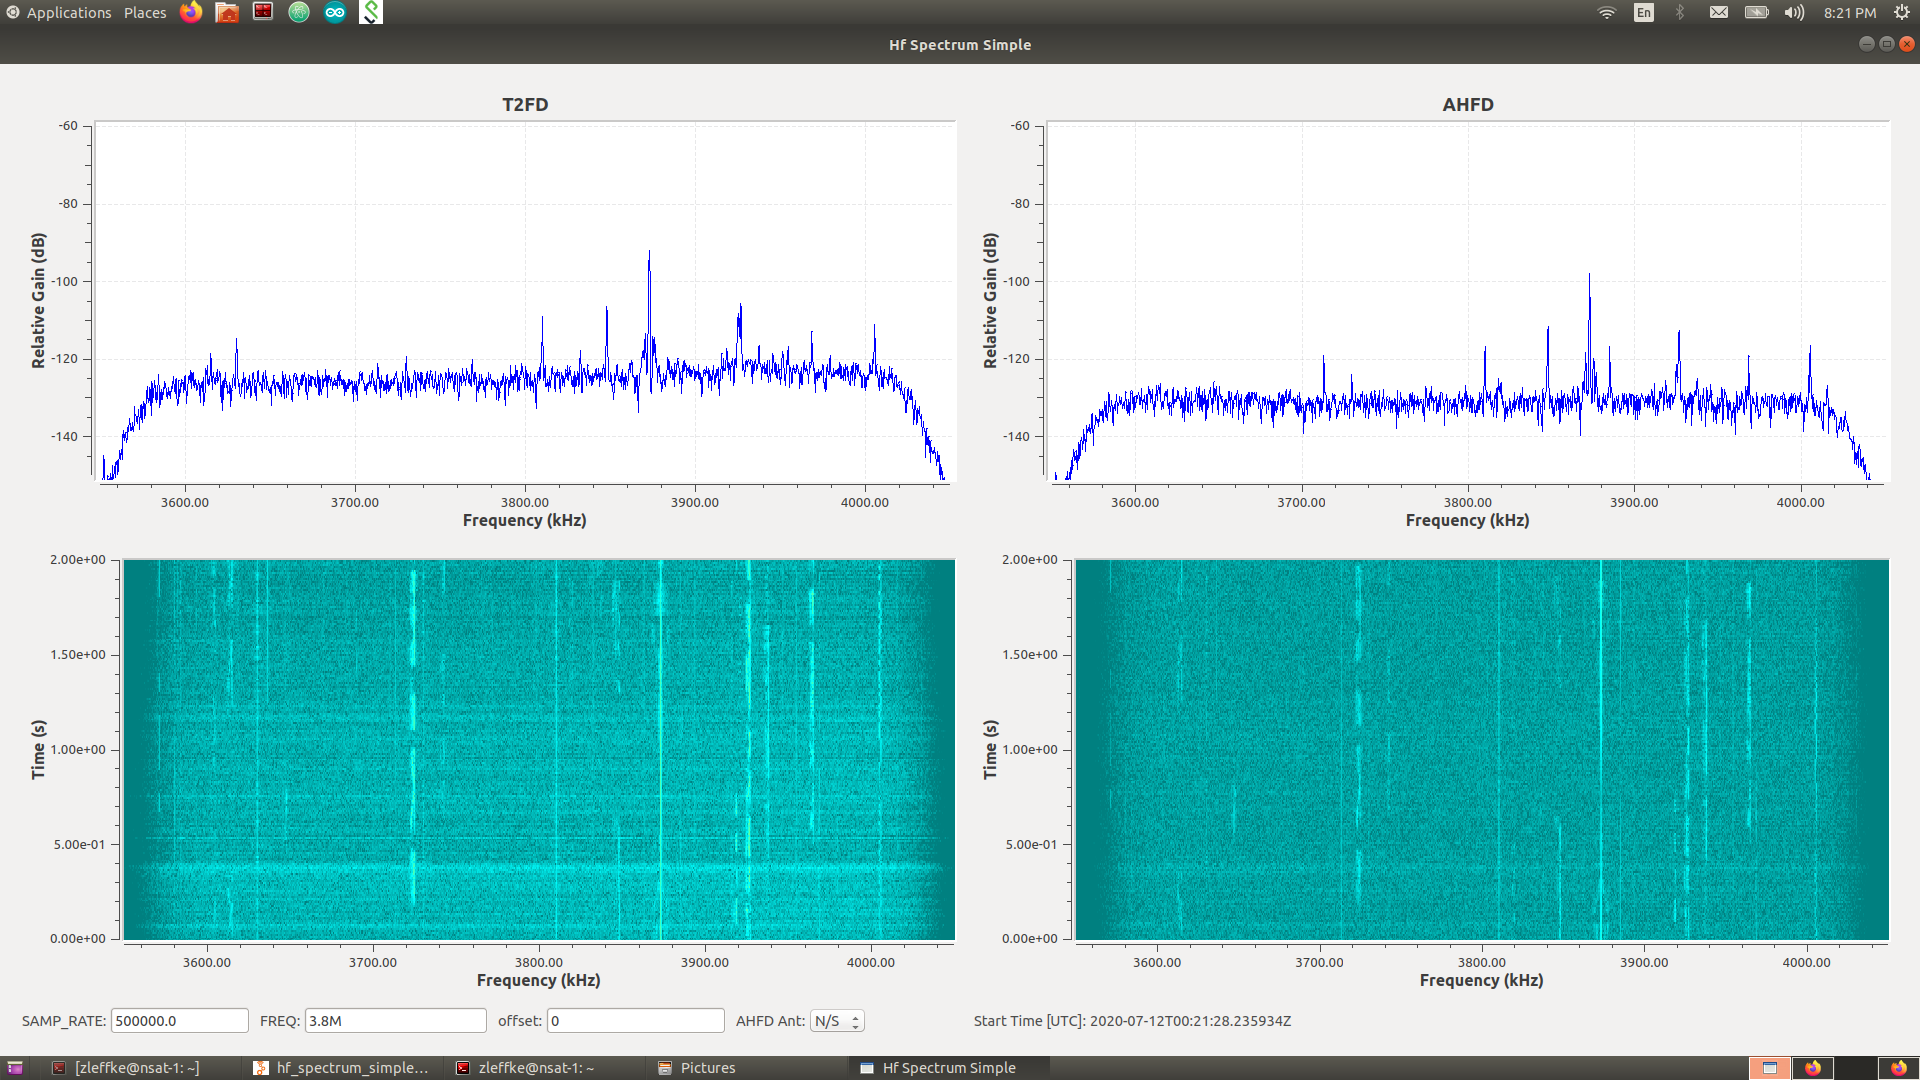 Applications Places En 8:21 PM
Hf Spectrum Simple
T2FD
-60
-80
-100
-120
-140
Relative Gain (dB)
3600.00 3700.00 3800.00 3900.00 4000.00
Frequency (kHz)
AHFD
-60
-80
-100
-120
-140
Relative Gain (dB)
3600.00 3700.00 3800.00 3900.00 4000.00
Frequency (kHz)
2.00e+00
1.50e+00
1.00e+00
5.00e-01
0.00e+00
Time (s)
3600.00 3700.00 3800.00 3900.00 4000.00
Frequency (kHz)
2.00e+00
1.50e+00
1.00e+00
5.00e-01
0.00e+00
Time (s)
3600.00 3700.00 3800.00 3900.00 4000.00
Frequency (kHz)
SAMP_RATE: 500000.0 FREQ: 3.8M offset: 0 AHFD Ant: N/S Start Time [UTC]: 2020-07-12T00:21:28.235934Z
[zleffke@nsat-1: ~] hf_spectrum_simple... zleffke@nsat-1: ~ Pictures Hf Spectrum Simple